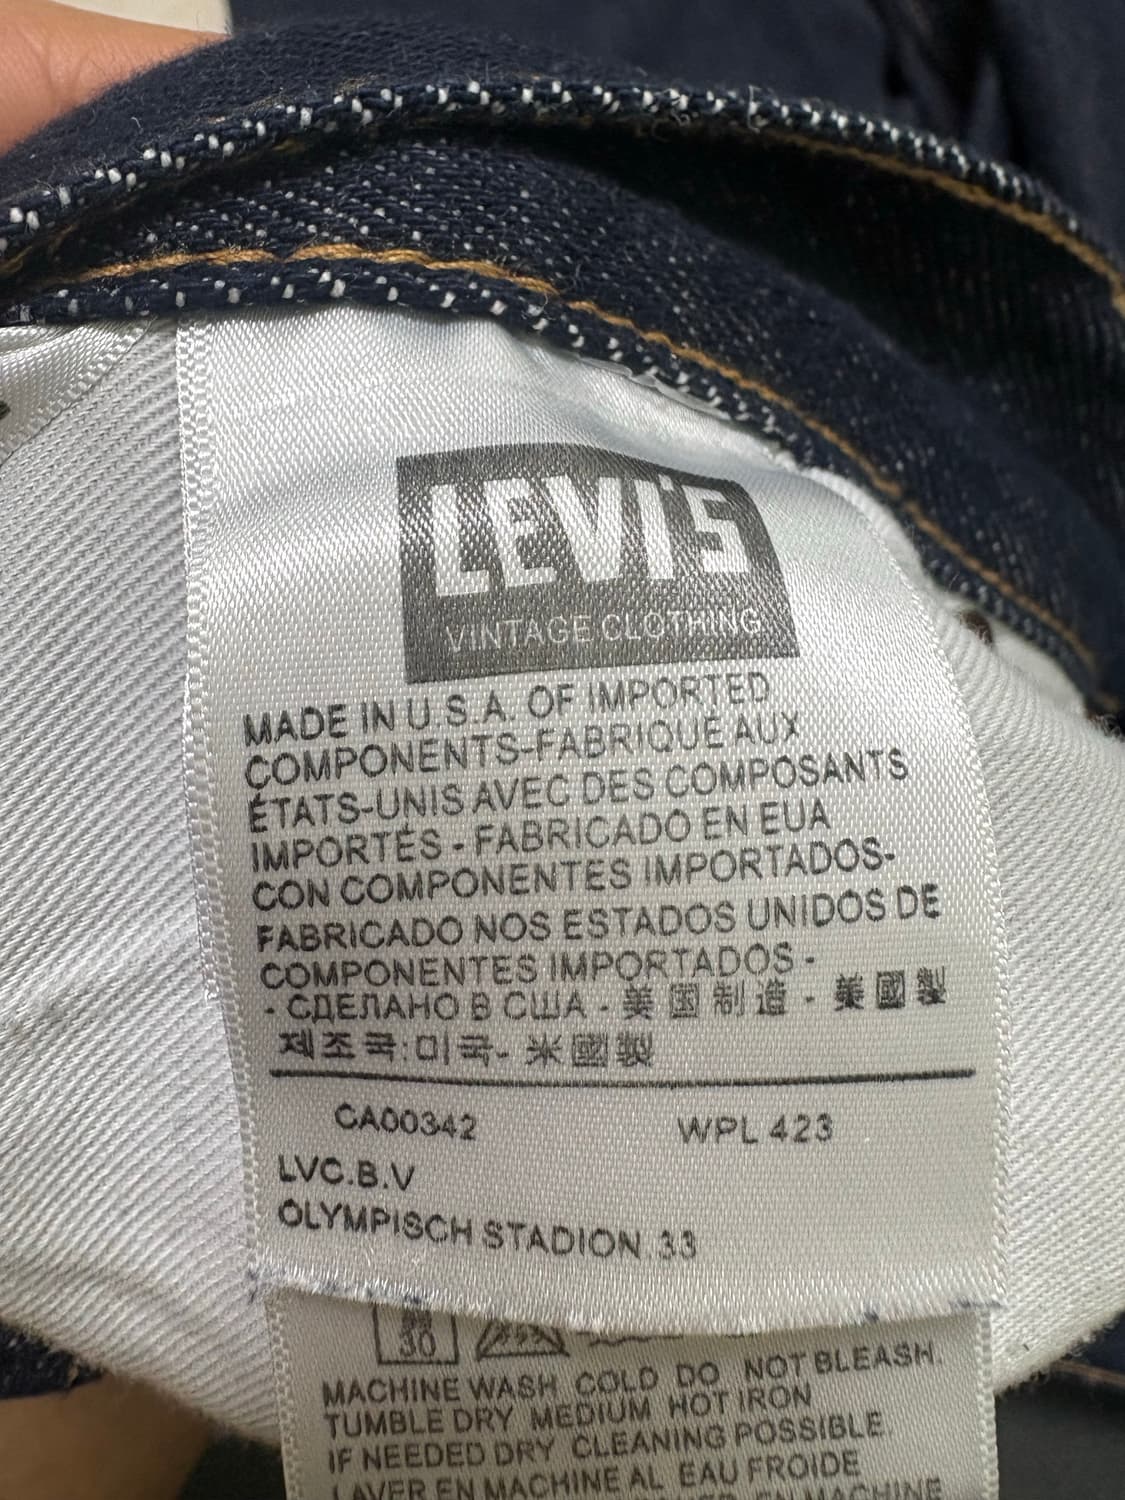 LEVI'S
VINTAGE CLOTHING
MADE IN U.S.A. OF IMPORTED
COMPONENTS-FABRIQUÉ AUX
ÉTATS-UNIS AVEC DES COMPOSANTS
IMPORTÉS - FABRICADO EN EUA
CON COMPONENTES IMPORTADOS-
FABRICADO NOS ESTADOS UNIDOS DE
COMPONENTES IMPORTADOS -
- СДЕЛАНО В США - 美国制造 - 美國製
제조국:미국- 米國製
CA00342 WPL 423
LVC.B.V
OLYMPISCH STADION 33
30
MACHINE WASH COLD DO NOT BLEASH.
TUMBLE DRY MEDIUM HOT IRON
IF NEEDED DRY CLEANING POSSIBLE.
LAVER EN MACHINE AL EAU FROIDE
EN MACHINE